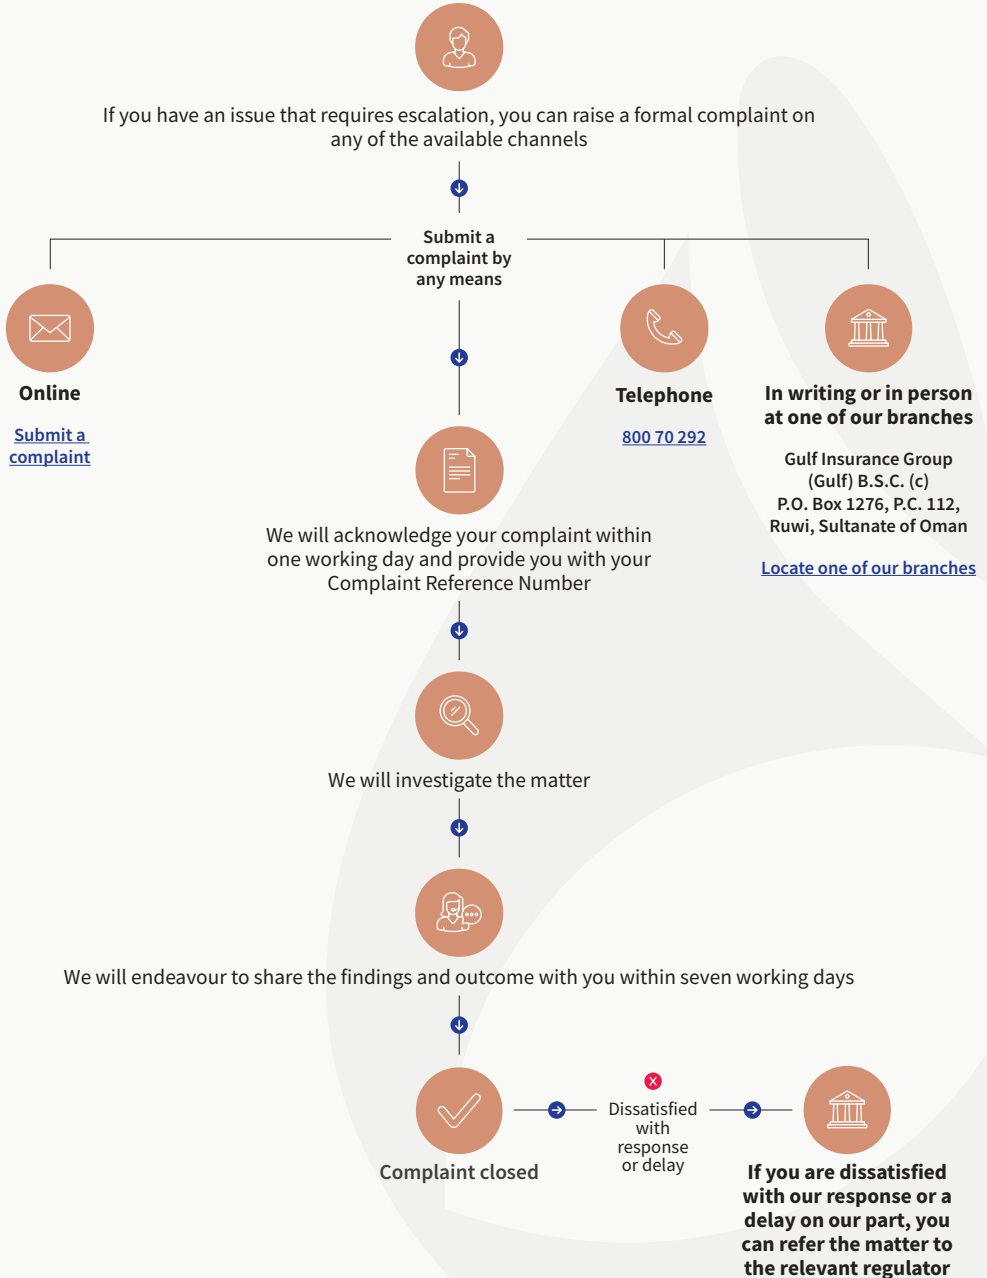 If you have an issue that requires escalation, you can raise a formal complaint on
any of the available channels
Submit a
complaint by
any means
Online
Submit a
complaint
Telephone
800 70 292
In writing or in person
at one of our branches
Gulf Insurance Group
(Gulf) B.S.C. (c)
P.O. Box 1276, P.C. 112,
Ruwi, Sultanate of Oman
Locate one of our branches
We will acknowledge your complaint within
one working day and provide you with your
Complaint Reference Number
We will investigate the matter
We will endeavour to share the findings and outcome with you within seven working days
Complaint closed
Dissatisfied
with
response
or delay
If you are dissatisfied
with our response or a
delay on our part, you
can refer the matter to
the relevant regulator